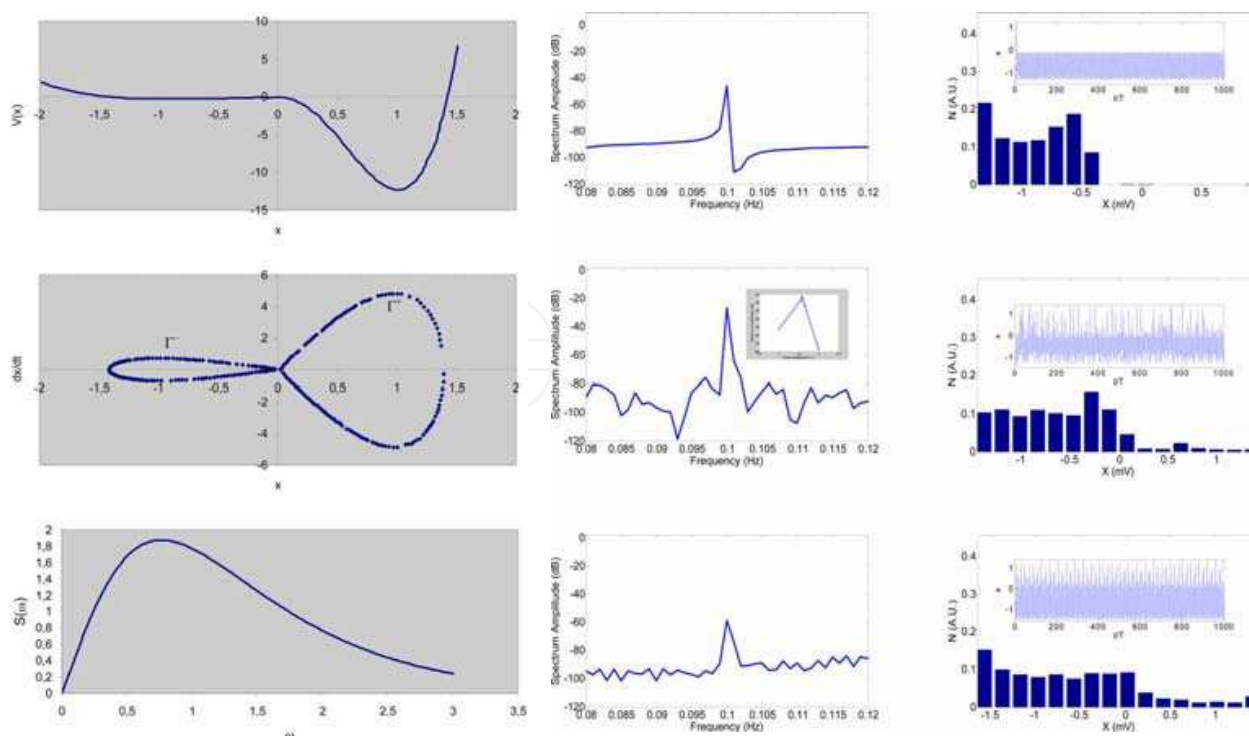 10
5
0
-5
-10
-15
V(x)
-2 -1,5 -1 -0,5 0 0,5 1 1,5 2
x
0
-20
-40
-60
-80
-100
-120
Spectrum Amplitude (dB)
0.08 0.085 0.09 0.095 0.1 0.105 0.11 0.115 0.12
Frequency (Hz)
0.4
0.3
0.2
0.1
0
N (A.U.)
1
0
-1
0 200 400 600 800 1000
t/T
-1 -0.5 0 0.5
X (mV)
6
4
2
0
-2
-4
-6
dx/dt
Γ
Γ
-2 -1,5 -1 -0,5 0 0,5 1 1,5 2
x
0
-20
-40
-60
-80
-100
-120
Spectrum Amplitude (dB)
0.08 0.085 0.09 0.095 0.1 0.105 0.11 0.115 0.12
Frequency (Hz)
0.4
0.3
0.2
0.1
0
N (A.U.)
1
0
-1
0 200 400 600 800 1000
t/T
-1 -0.5 0 0.5 1
X (mV)
2
1,8
1,6
1,4
1,2
1
0,8
0,6
0,4
0,2
0
S(ω)
0 0.5 1 1.5 2 2.5 3 3.5
ω
0
-20
-40
-60
-80
-100
-120
Spectrum Amplitude (dB)
0.08 0.085 0.09 0.095 0.1 0.105 0.11 0.115 0.12
Frequency (Hz)
0.4
0.3
0.2
0.1
0
N (A.U.)
1
0
-1
0 200 400 600 800 1000
t/T
-1.5 -1 -0.5 0 0.5 1
X (mV)